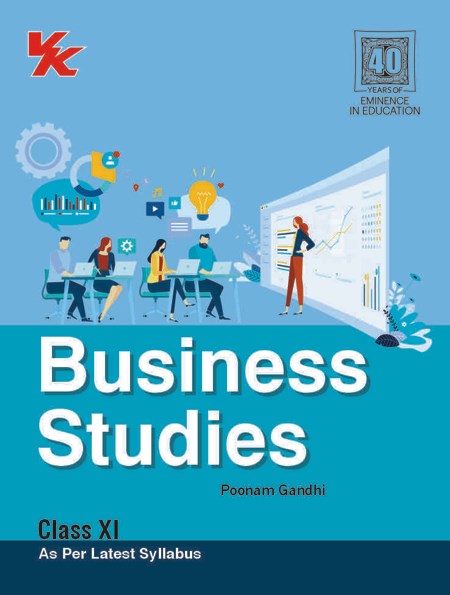 VK
40
YEARS OF
EMINENCE
IN EDUCATION
Business
Studies
Poonam Gandhi
Class XI
As Per Latest Syllabus